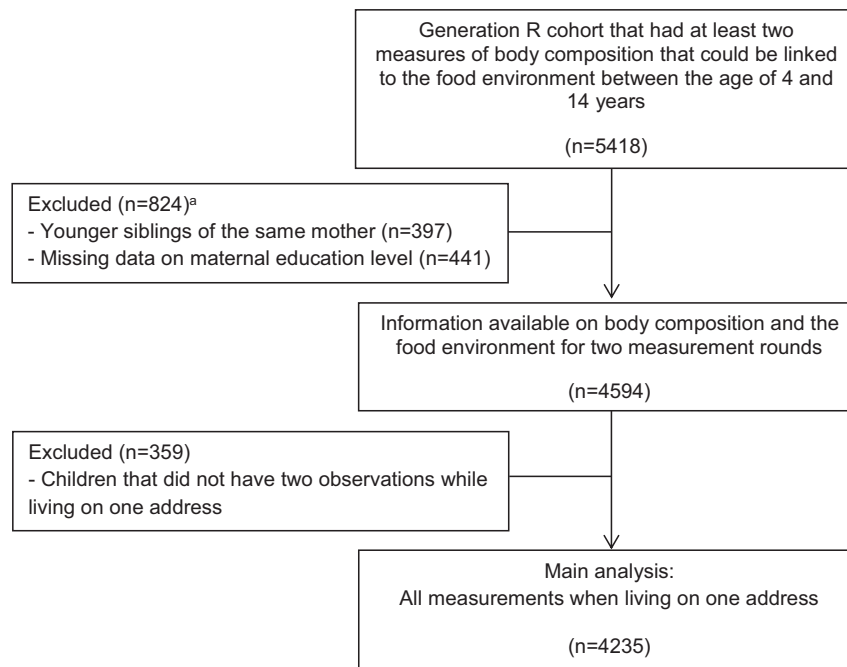 Generation R cohort that had at least two
measures of body composition that could be linked
to the food environment between the age of 4 and
14 years
(n=5418)
Excluded (n=824)ᵃ
- Younger siblings of the same mother (n=397)
- Missing data on maternal education level (n=441)
Information available on body composition and the
food environment for two measurement rounds
(n=4594)
Excluded (n=359)
- Children that did not have two observations while
living on one address
Main analysis:
All measurements when living on one address
(n=4235)